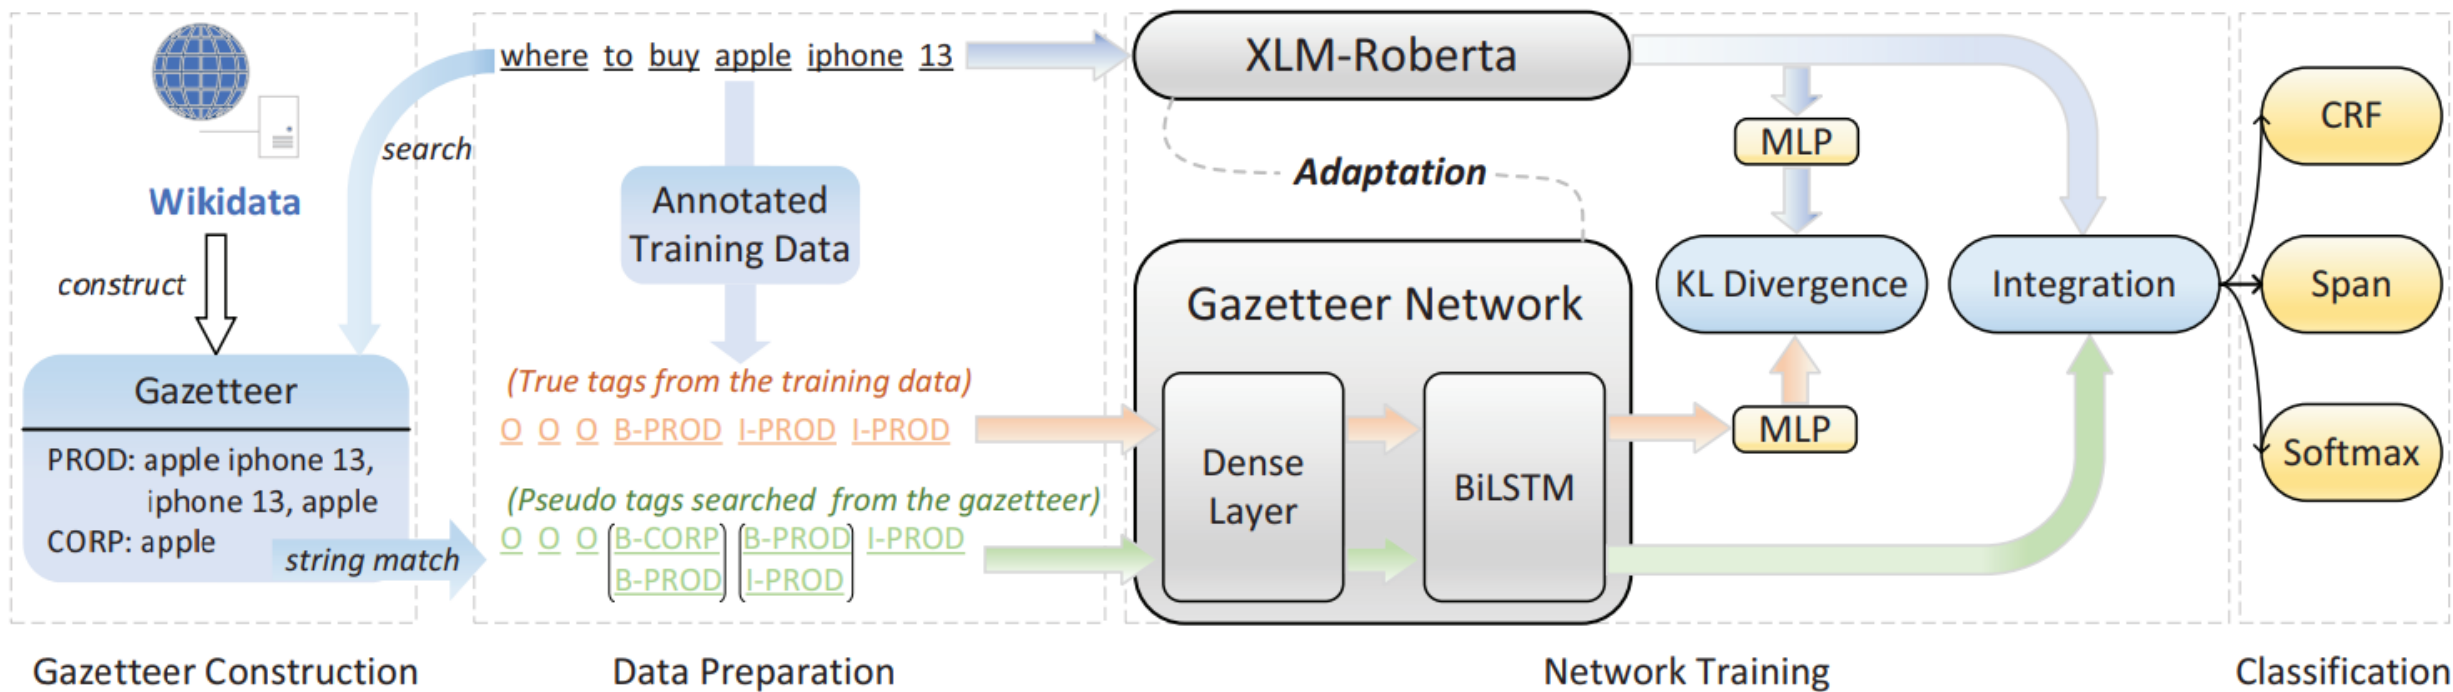 where to buy apple iphone 13
search
Wikidata
construct
Gazetteer
PROD: apple iphone 13,
iphone 13, apple
CORP: apple
string match
Annotated
Training Data
(True tags from the training data)
O O O B-PROD I-PROD I-PROD
(Pseudo tags searched from the gazetteer)
O O O B-CORP B-PROD I-PROD
B-PROD I-PROD
XLM-Roberta
Adaptation
Gazetteer Network
Dense
Layer
BiLSTM
MLP
KL Divergence
MLP
Integration
CRF
Span
Softmax
Gazetteer Construction
Data Preparation
Network Training
Classification